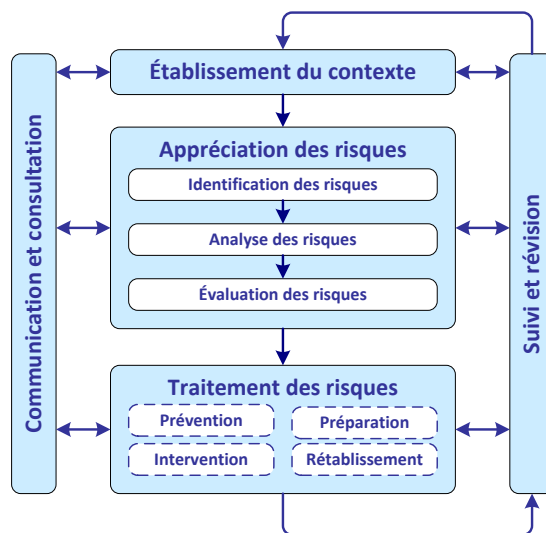 Communication et consultation
Établissement du contexte
Appréciation des risques
Identification des risques
Analyse des risques
Évaluation des risques
Traitement des risques
Prévention
Préparation
Intervention
Rétablissement
Suivi et révision